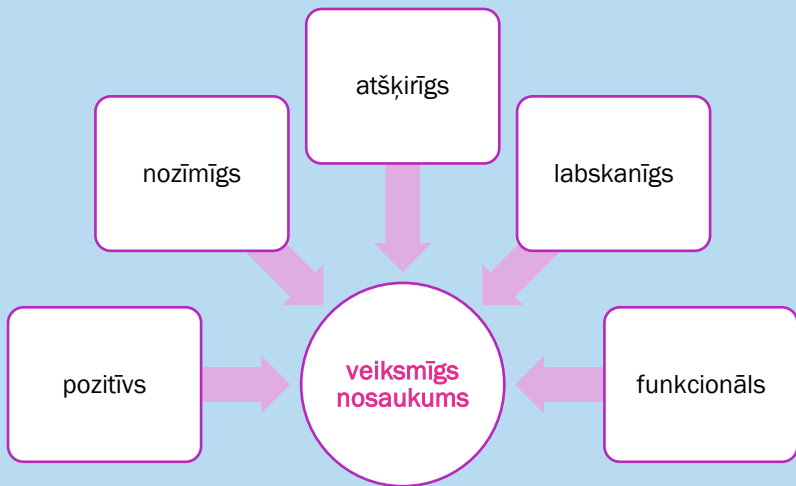 atšķirīgs
nozīmīgs
labskanīgs
pozitīvs
veiksmīgs
nosaukums
funkcionāls